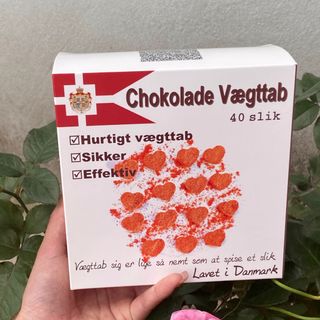 Chokolade Vægttab
40 slik
☑Hurtigt vægttab
☑Sikker
☑Effektiv
Vægttab sig er lige så nemt som at spise et slik
Lavet i Danmark